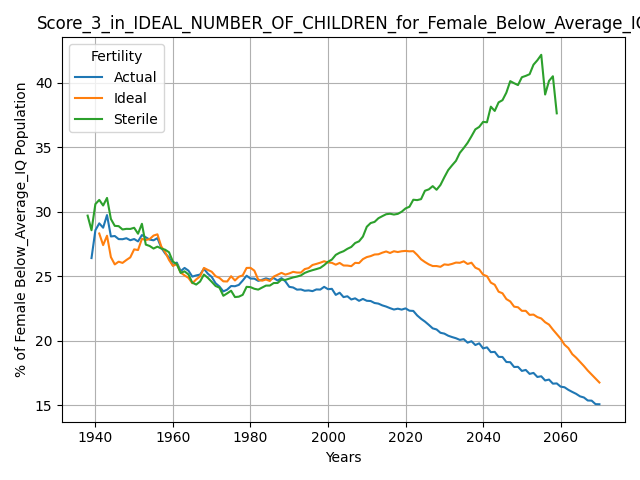 Score_3_in_IDEAL_NUMBER_OF_CHILDREN_for_Female_Below_Average_IQ
% of Female Below_Average_IQ Population
Fertility
Actual
Ideal
Sterile
40
35
30
25
20
15
1940 1960 1980 2000 2020 2040 2060
Years